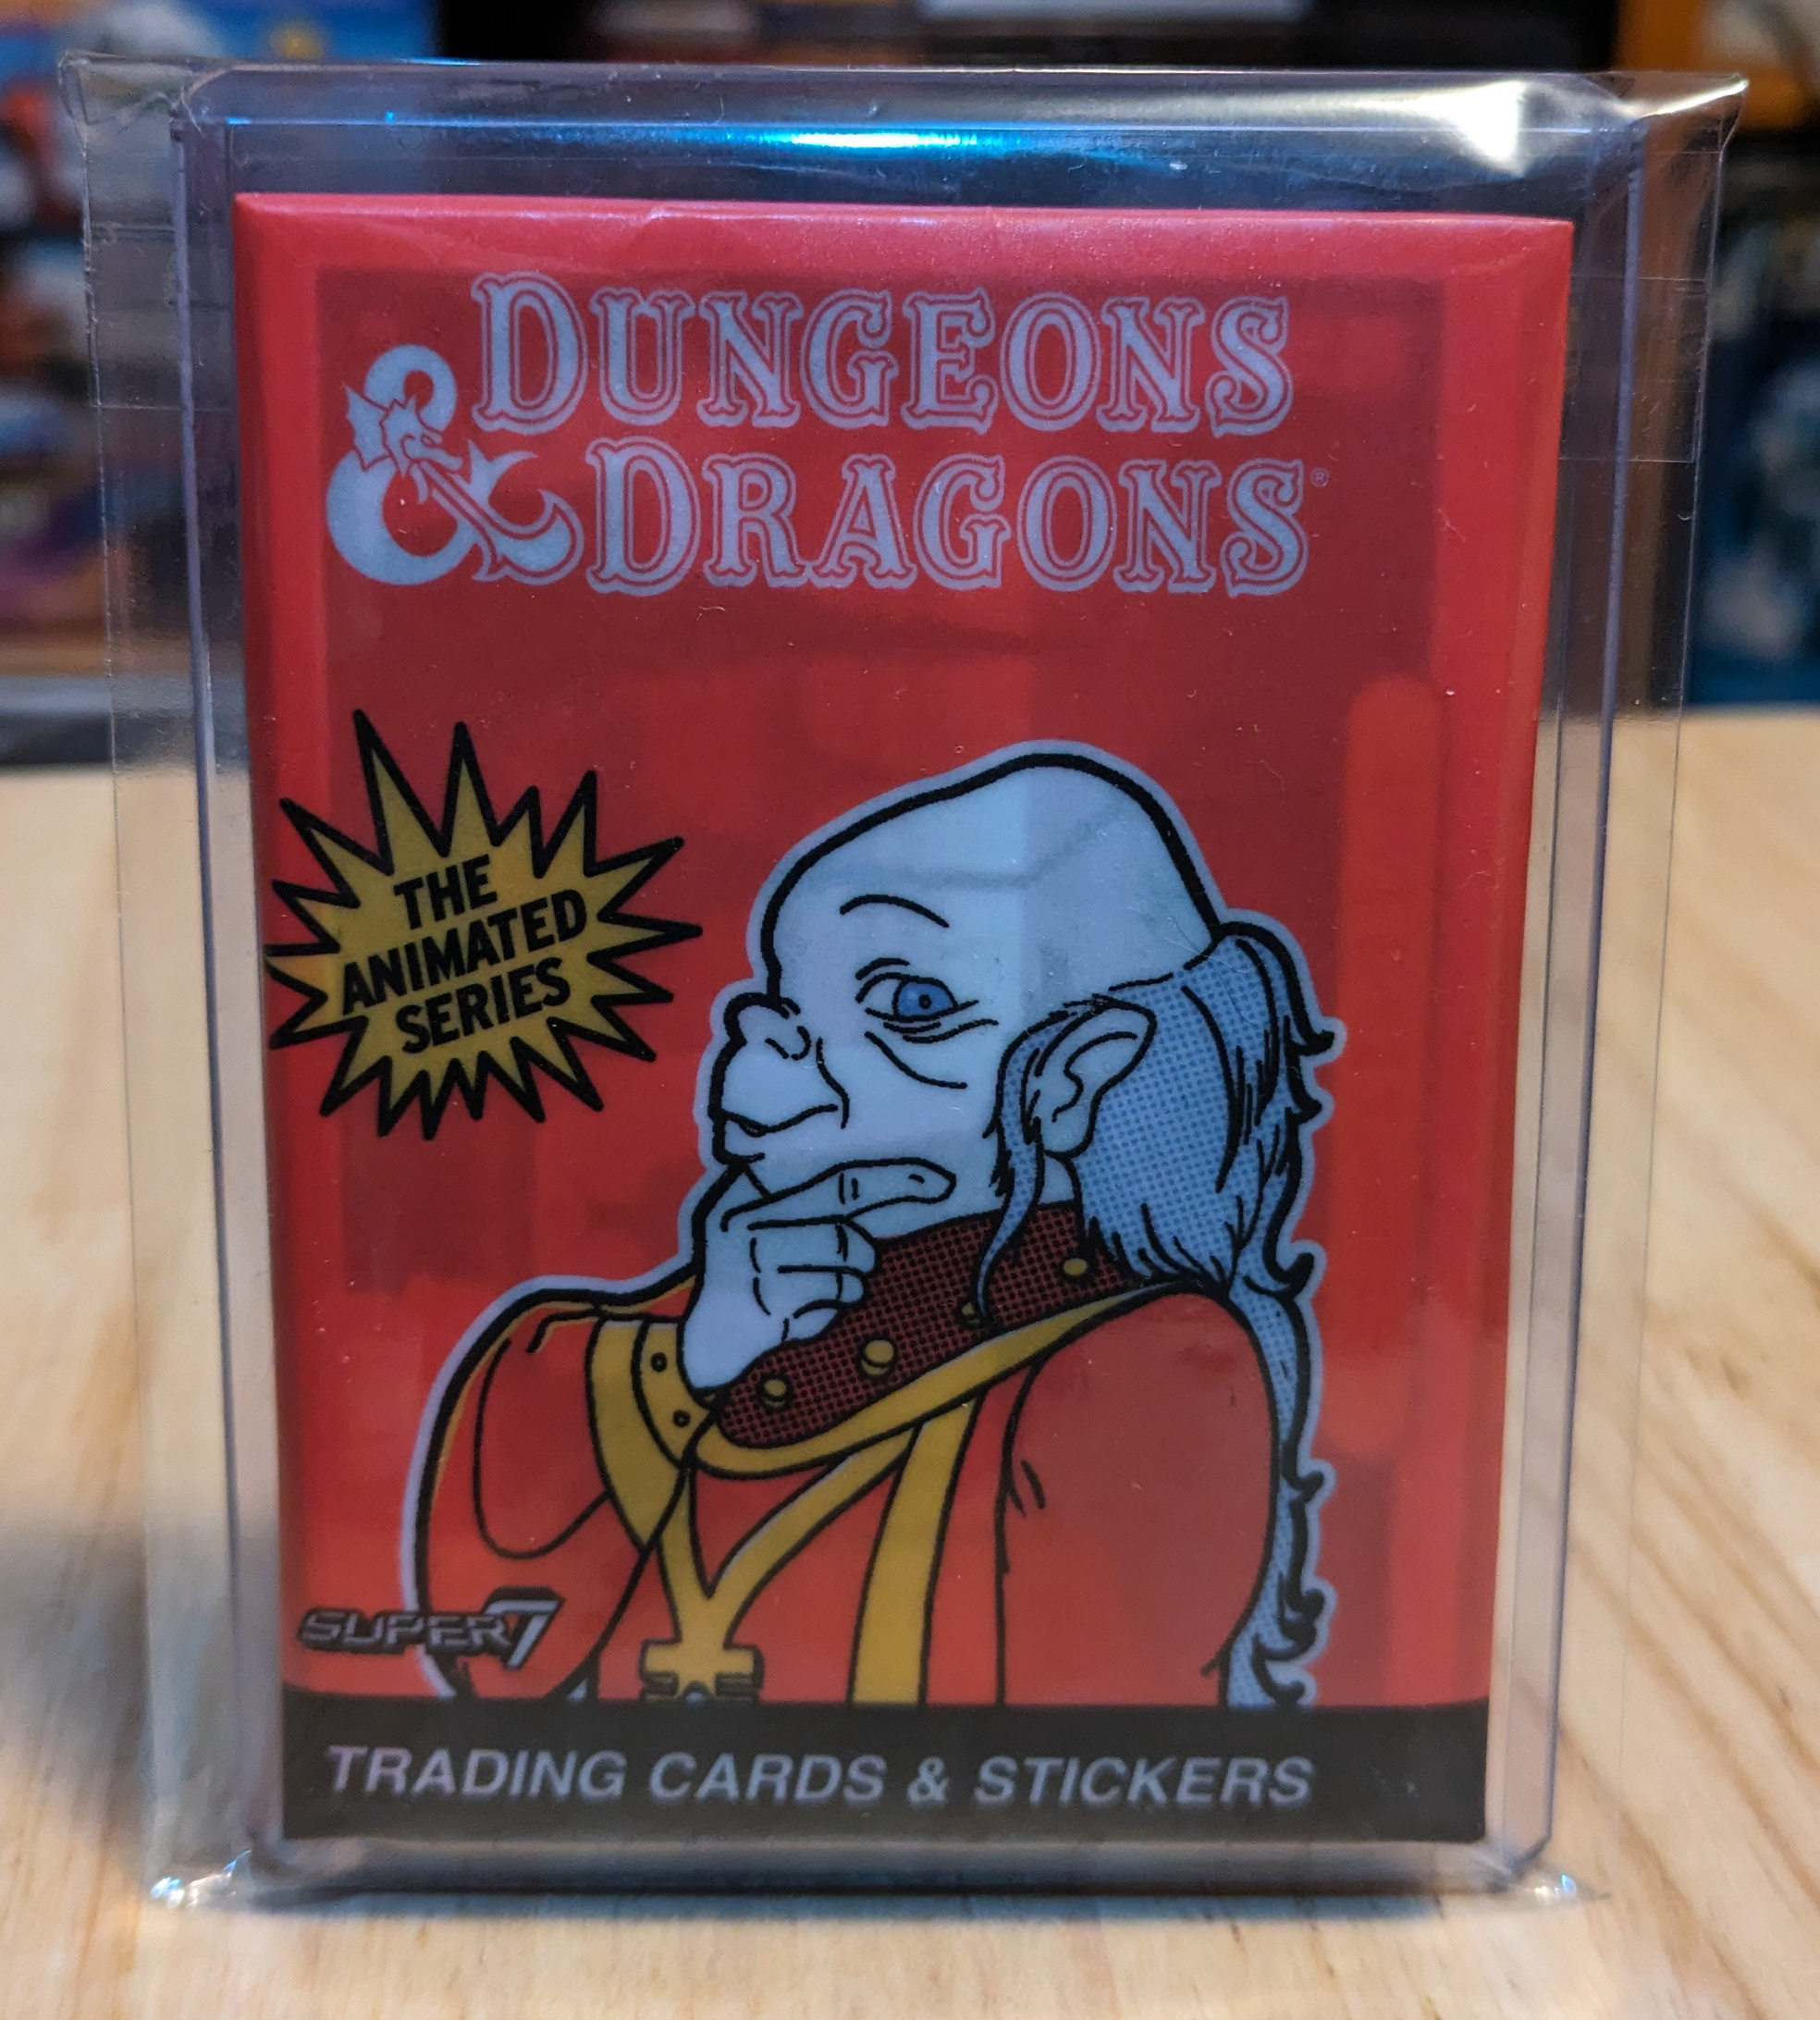 DUNGEONS
& DRAGONS®
THE
ANIMATED
SERIES
SUPER7
TRADING CARDS & STICKERS